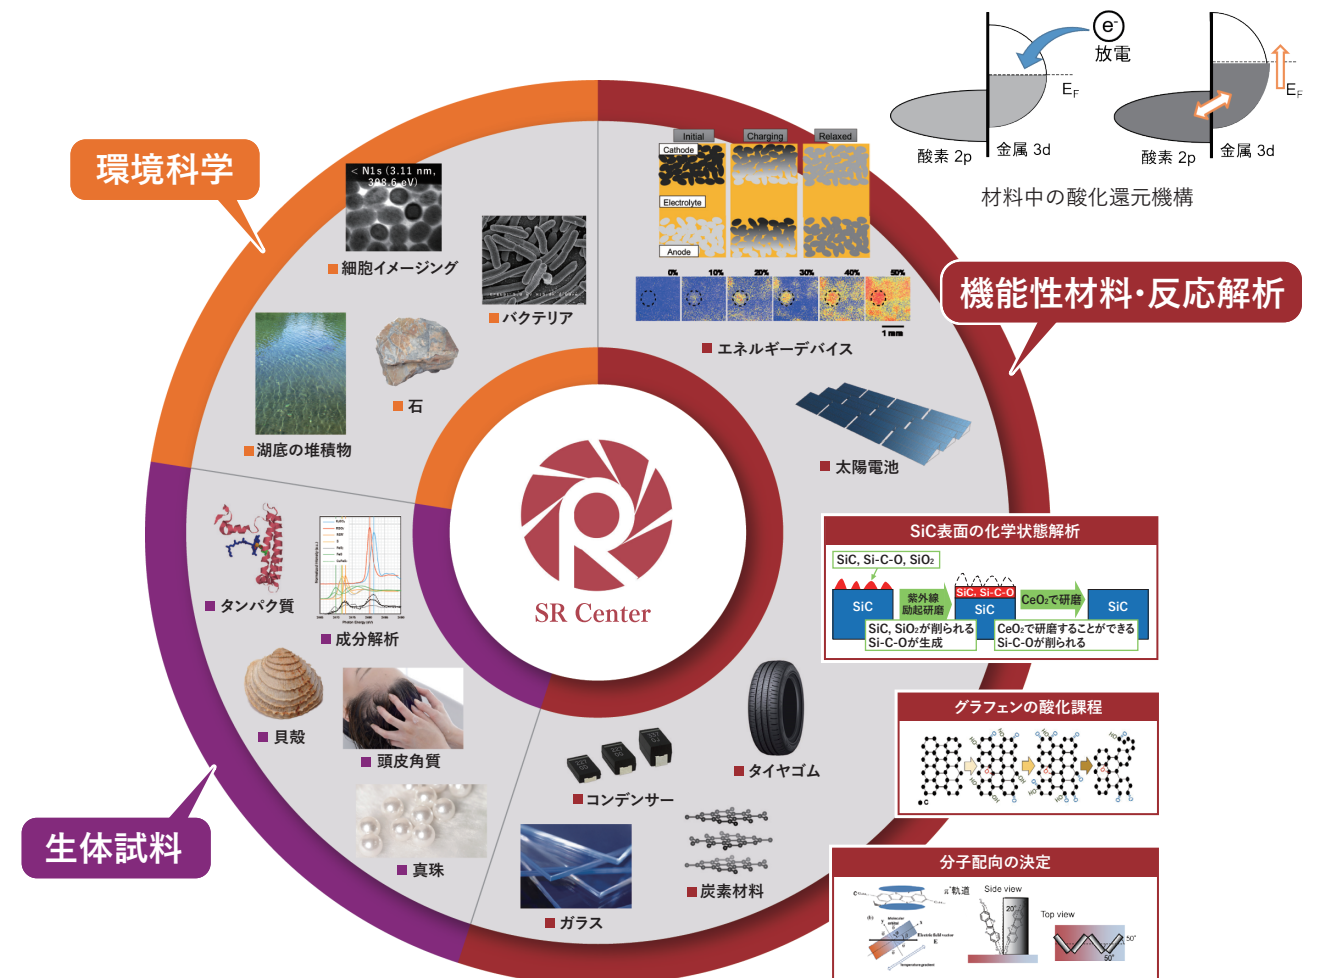 e⁻
放電
E_F
酸素 2p
金属 3d
E_F
酸素 2p
金属 3d
材料中の酸化還元機構
環境科学
< N1s (3.11 nm,
398.6 eV)
細胞イメージング
バクテリア
湖底の堆積物
石
Initial
Charging
Relaxed
Cathode
Electrolyte
Anode
0%
10%
20%
30%
40%
50%
1 mm
エネルギーデバイス
機能性材料・反応解析
太陽電池
SR Center
SiC表面の化学状態解析
SiC, Si-C-O, SiO₂
SiC
紫外線
励起研磨
SiC, Si-C-O
SiC
CeO₂で研磨
SiC
SiC, SiO₂が削られる
Si-C-Oが生成
CeO₂で研磨することができる
Si-C-Oが削られる
グラフェンの酸化課程
C
分子配向の決定
π*軌道
Side view
20°
Top view
50°
50°
Electric field vector
E
Temperature gradient
タイヤゴム
コンデンサー
炭素材料
ガラス
タンパク質
成分解析
貝殻
頭皮角質
真珠
生体試料